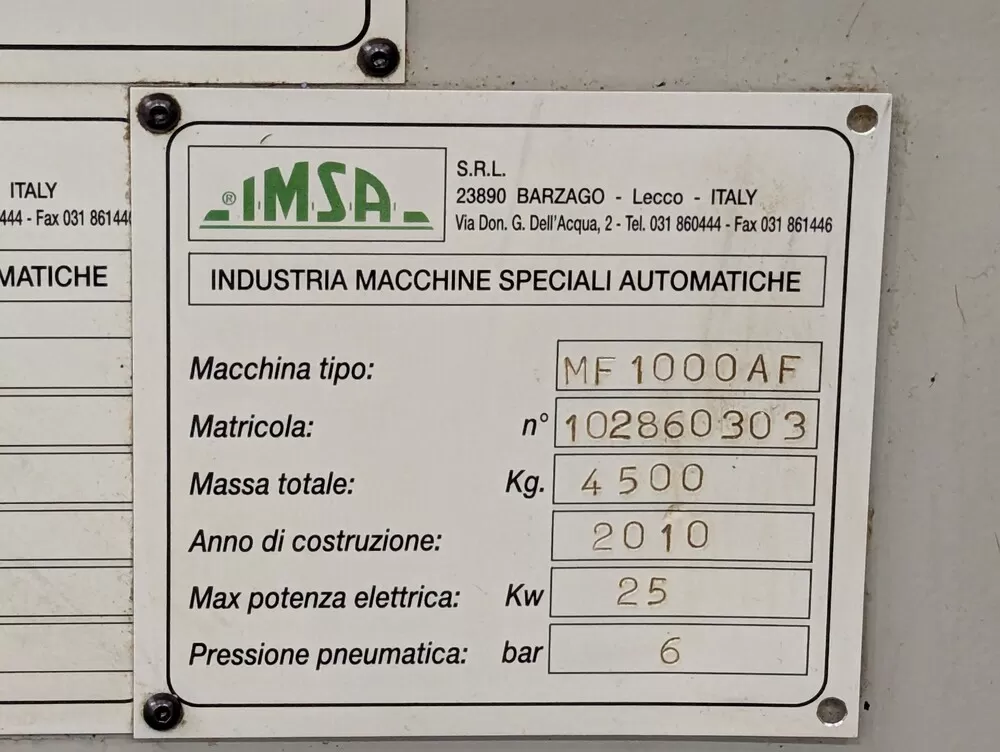 ITALY
444 - Fax 031 86144
MATICHE
® IMSA
S.R.L.
23890 BARZAGO - Lecco - ITALY
Via Don. G. Dell'Acqua, 2 - Tel. 031 860444 - Fax 031 861446
INDUSTRIA MACCHINE SPECIALI AUTOMATICHE
Macchina tipo: MF 1000AF
Matricola: n° 102860303
Massa totale: Kg. 4500
Anno di costruzione: 2010
Max potenza elettrica: Kw 25
Pressione pneumatica: bar 6